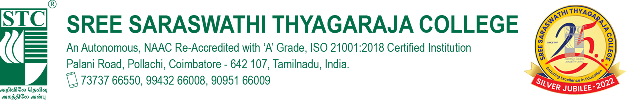 STC®
SREE SARASWATHI THYAGARAJA COLLEGE
An Autonomous, NAAC Re-Accredited with ‘A’ Grade, ISO 21001:2018 Certified Institution
Palani Road, Pollachi, Coimbatore - 642 107, Tamilnadu, India.
73737 66550, 99432 66008, 90951 66009
SREE SARASWATHI THYAGARAJA COLLEGE
25
SILVER JUBILEE - 2022